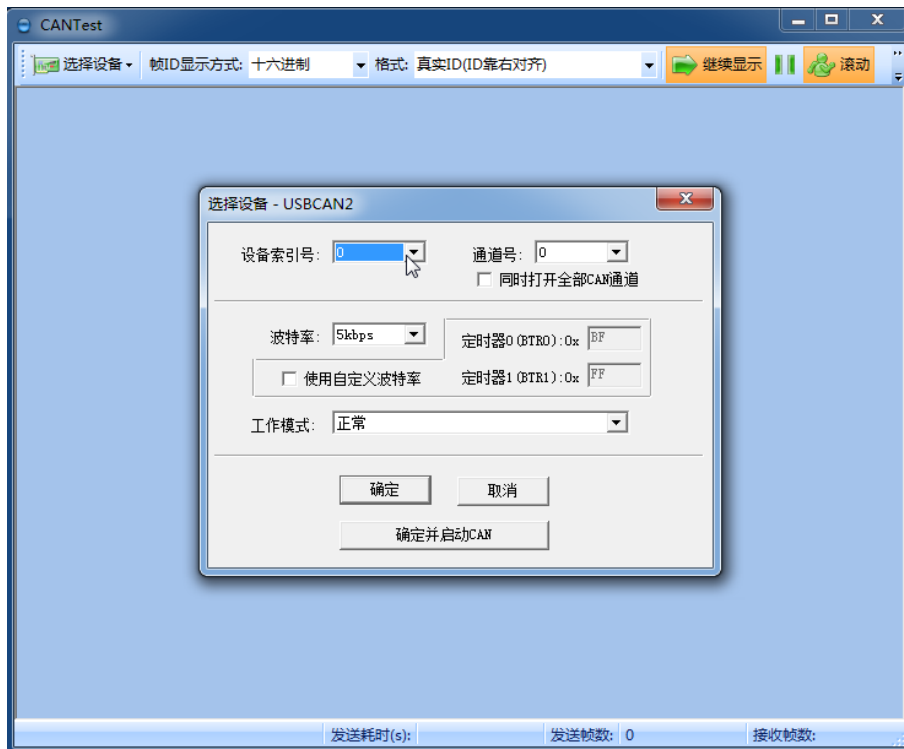 CANTest
选择设备 帧ID显示方式: 十六进制 格式: 真实ID(ID靠右对齐) 继续显示 滚动
选择设备 - USBCAN2
设备索引号: 0 通道号: 0
同时打开全部CAN通道
波特率: 5kbps 定时器0(BTR0):0x BF
使用自定义波特率 定时器1(BTR1):0x FF
工作模式: 正常
确定 取消
确定并启动CAN
发送耗时(s): 发送帧数: 0 接收帧数: